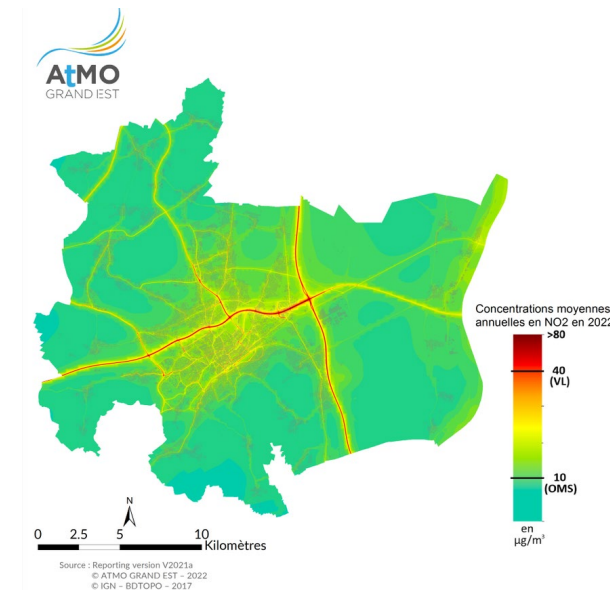 AtMO
GRAND EST
Concentrations moyennes
annuelles en NO2 en 2022
>80
40
(VL)
10
(OMS)
en
µg/m³
N
0 2.5 5 10
Kilomètres
Source : Reporting version V2021a
© ATMO GRAND EST - 2022
© IGN - BDTOPO - 2017